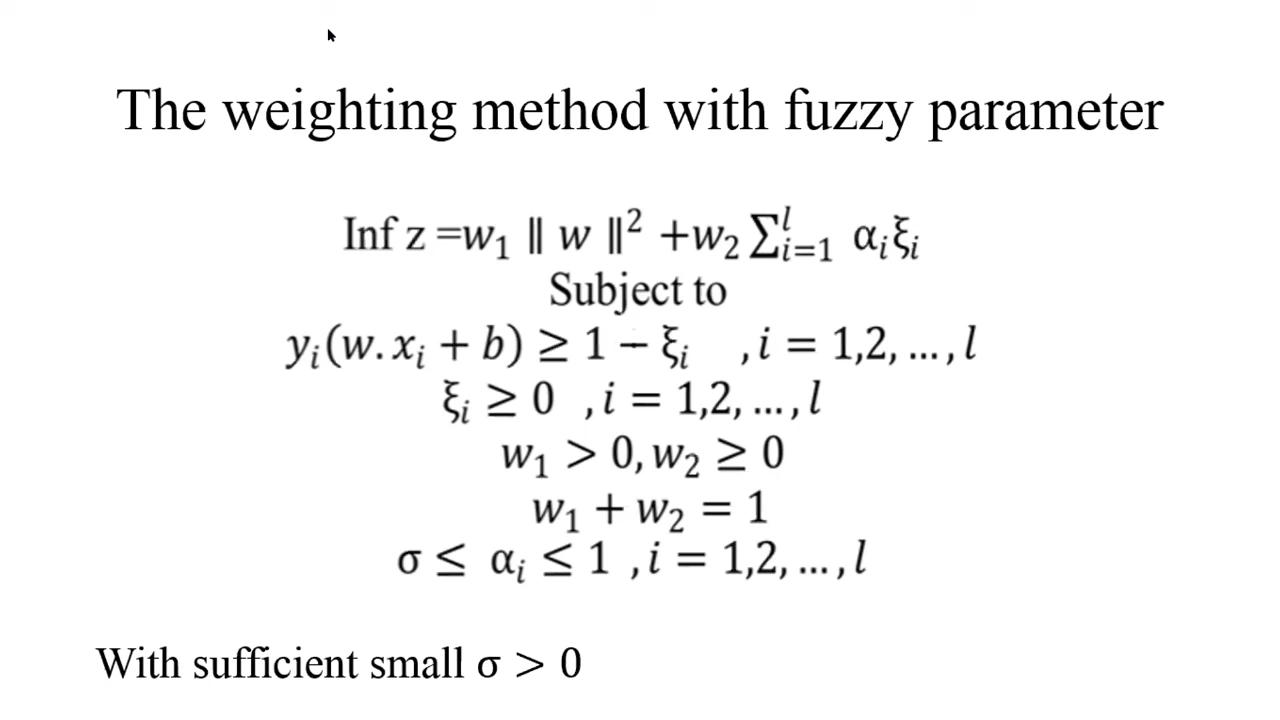 The weighting method with fuzzy parameter
Inf z =w₁ ‖ w ‖² +w₂ ∑ˡᵢ₌₁ αᵢξᵢ
Subject to
yᵢ(w.xᵢ + b) ≥ 1 − ξᵢ ,i = 1,2, …, l
ξᵢ ≥ 0 ,i = 1,2, …, l
w₁ > 0, w₂ ≥ 0
w₁ + w₂ = 1
σ ≤ αᵢ ≤ 1 ,i = 1,2, …, l
With sufficient small σ > 0